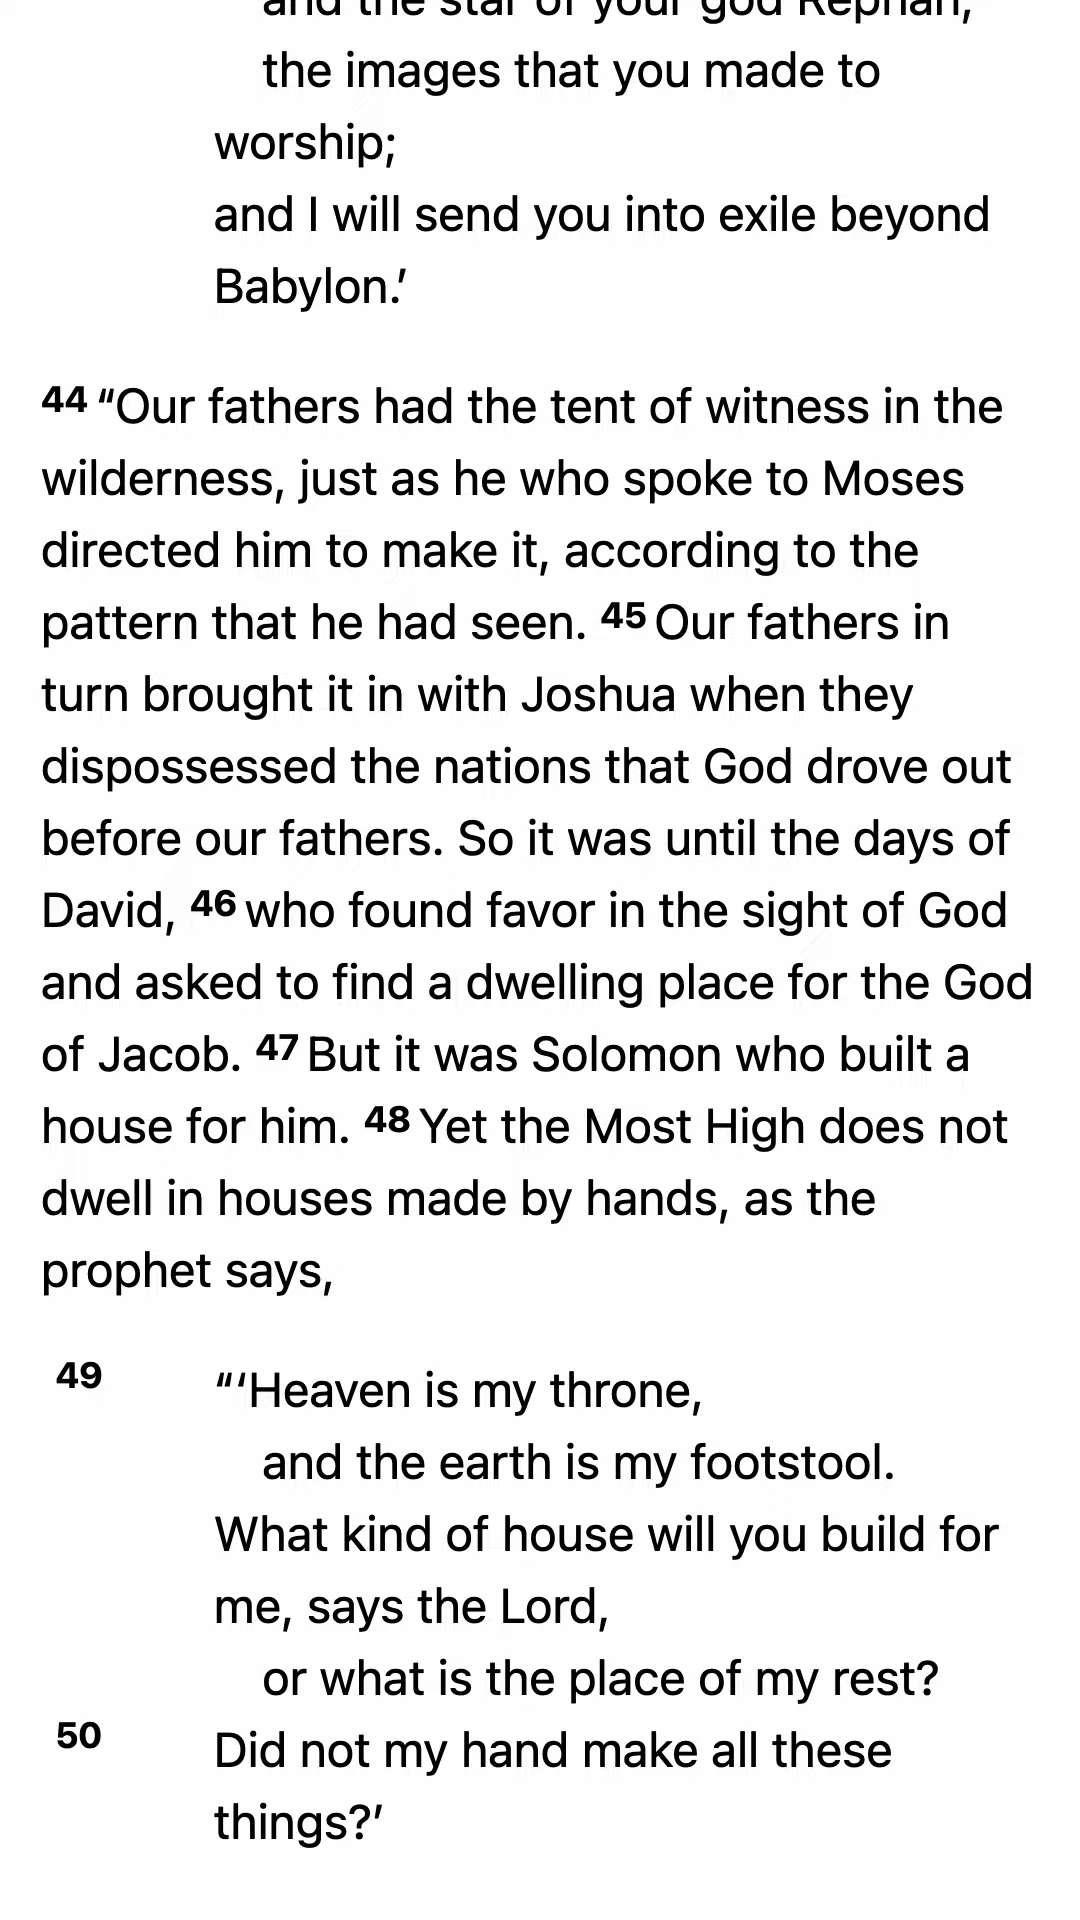 and the star of your god Rephan,
the images that you made to
worship;
and I will send you into exile beyond
Babylon.’
44 “Our fathers had the tent of witness in the
wilderness, just as he who spoke to Moses
directed him to make it, according to the
pattern that he had seen. 45 Our fathers in
turn brought it in with Joshua when they
dispossessed the nations that God drove out
before our fathers. So it was until the days of
David, 46 who found favor in the sight of God
and asked to find a dwelling place for the God
of Jacob. 47 But it was Solomon who built a
house for him. 48 Yet the Most High does not
dwell in houses made by hands, as the
prophet says,
49 “‘Heaven is my throne,
and the earth is my footstool.
What kind of house will you build for
me, says the Lord,
or what is the place of my rest?
50 Did not my hand make all these
things?’